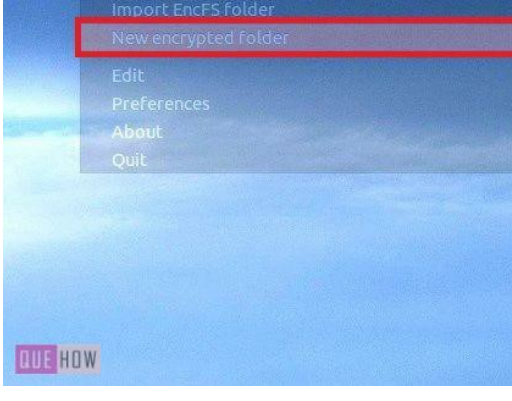 Import EncFS folder
New encrypted folder
Edit
Preferences
About
Quit
QUE HOW